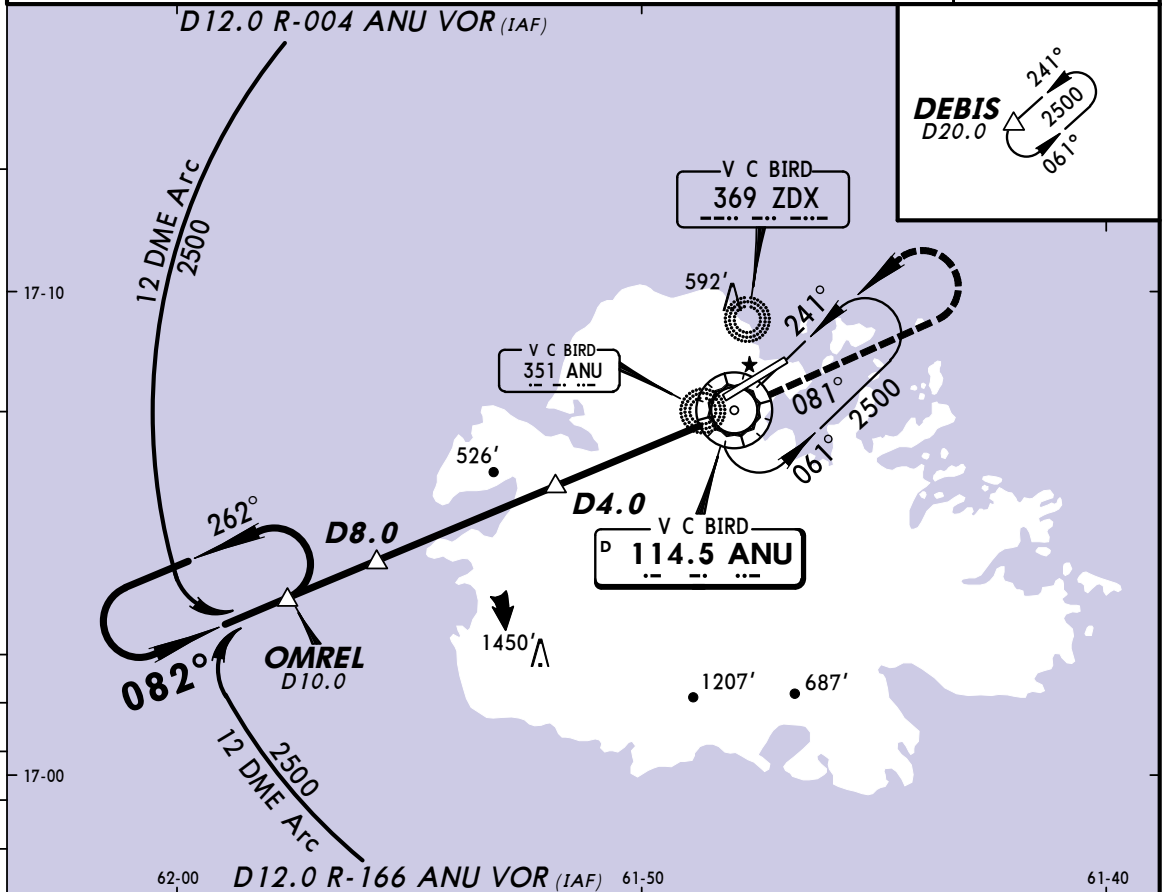 D12.0 R-004 ANU VOR (IAF)
241°
2500
061°
DEBIS
D20.0
12 DME Arc
2500
V C BIRD
369 ZDX
17-10
592'
241°
V C BIRD
351 ANU
081°
2500
061°
526'
D4.0
262°
D8.0
V C BIRD
D 114.5 ANU
1450'
OMREL
D10.0
082°
1207'
687'
2500
12 DME Arc
17-00
62-00
D12.0 R-166 ANU VOR (IAF)
61-50
61-40